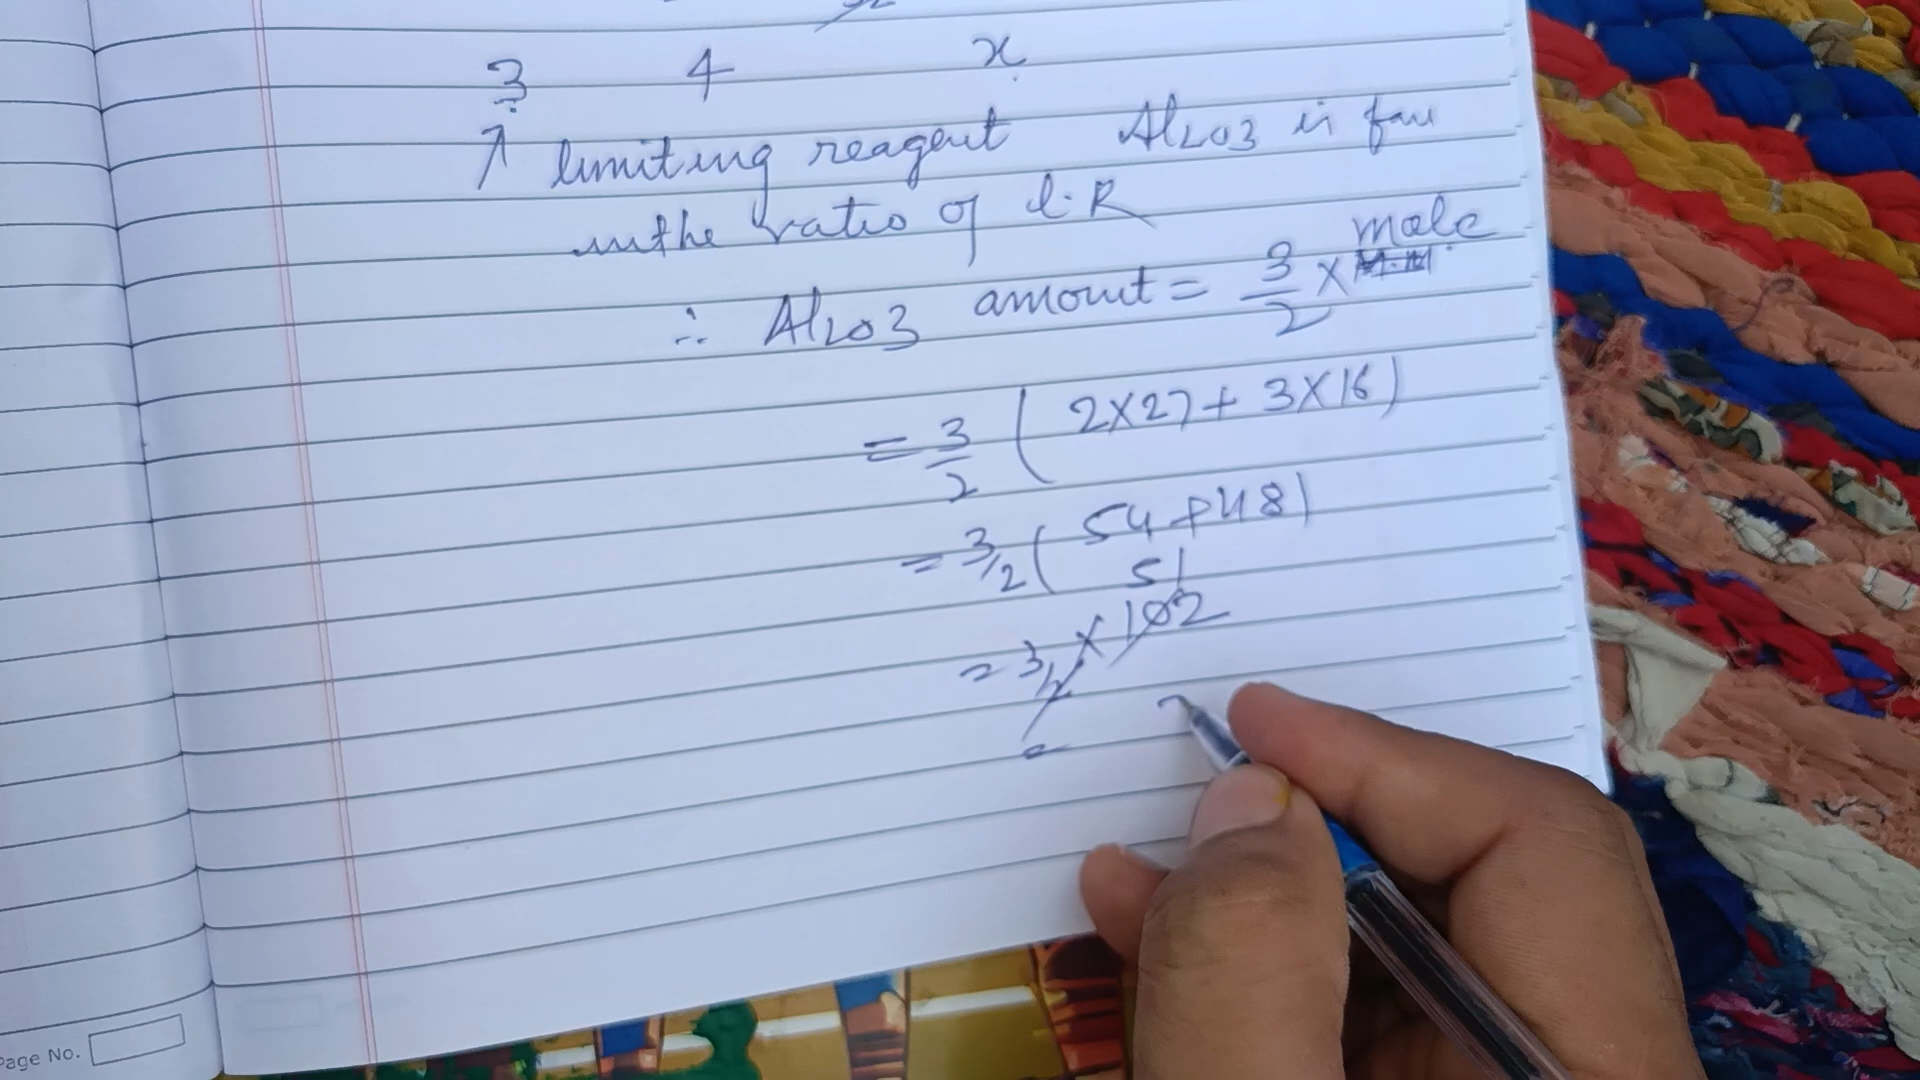 3 4 x
↑ limiting reagent Al2O3 is
in the ratio of L.R
∴ Al2O3 amount = 3/2 × mole
= 3/2 ( 2×27 + 3×16 )
= 3/2 ( 54 + 48 )
51
= 3/2 × 102
Page No.